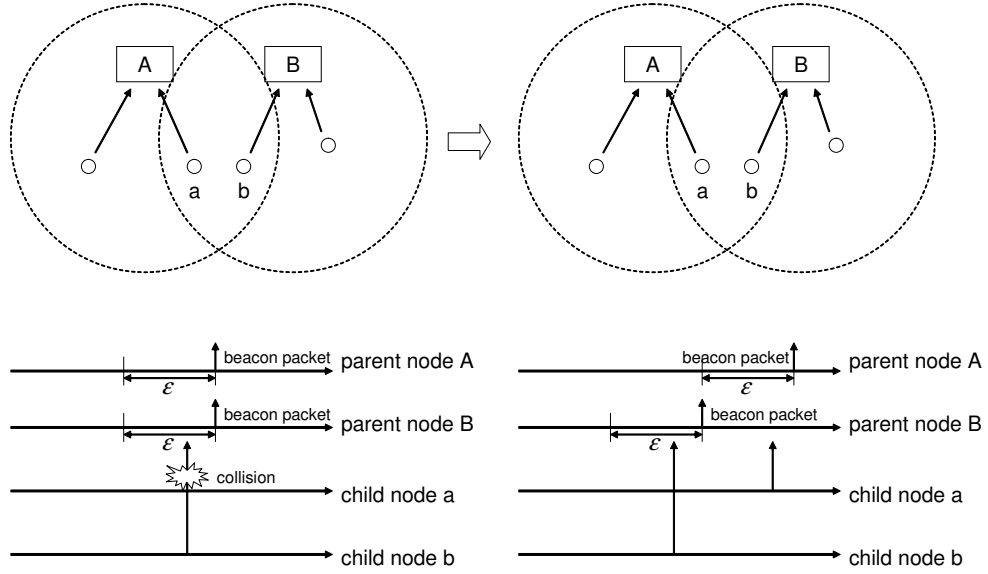 A
B
a
b
A
B
a
b
beacon packet
parent node A
ε
beacon packet
parent node B
ε
collision
child node a
child node b
beacon packet
parent node A
ε
beacon packet
parent node B
ε
child node a
child node b